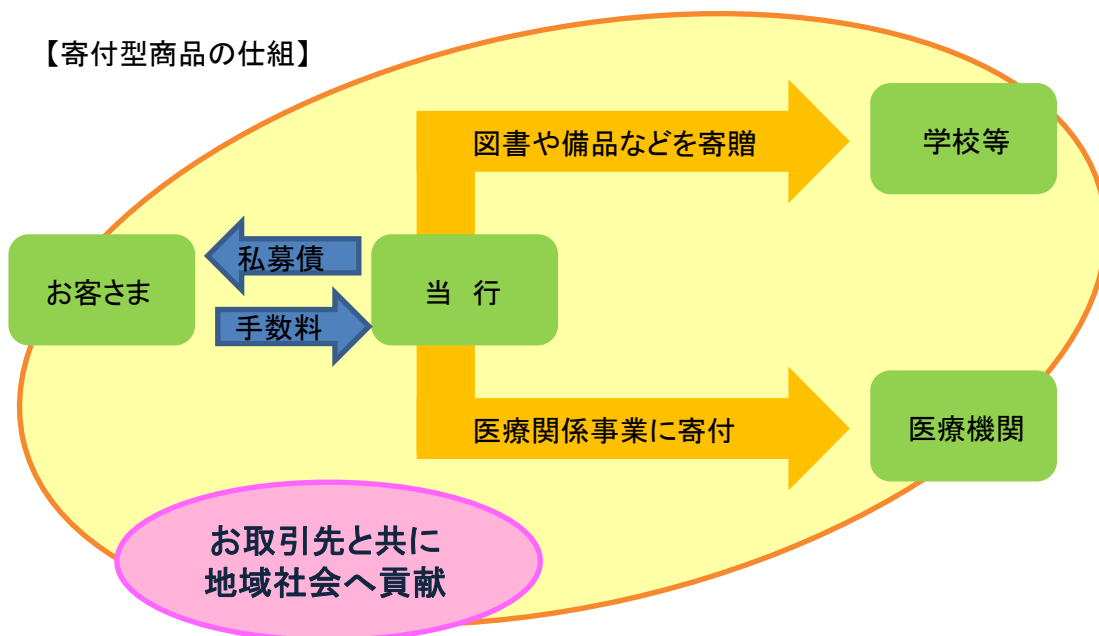 【寄付型商品の仕組】
図書や備品などを寄贈
学校等
お客さま
私募債
手数料
当 行
医療関係事業に寄付
医療機関
お取引先と共に
地域社会へ貢献